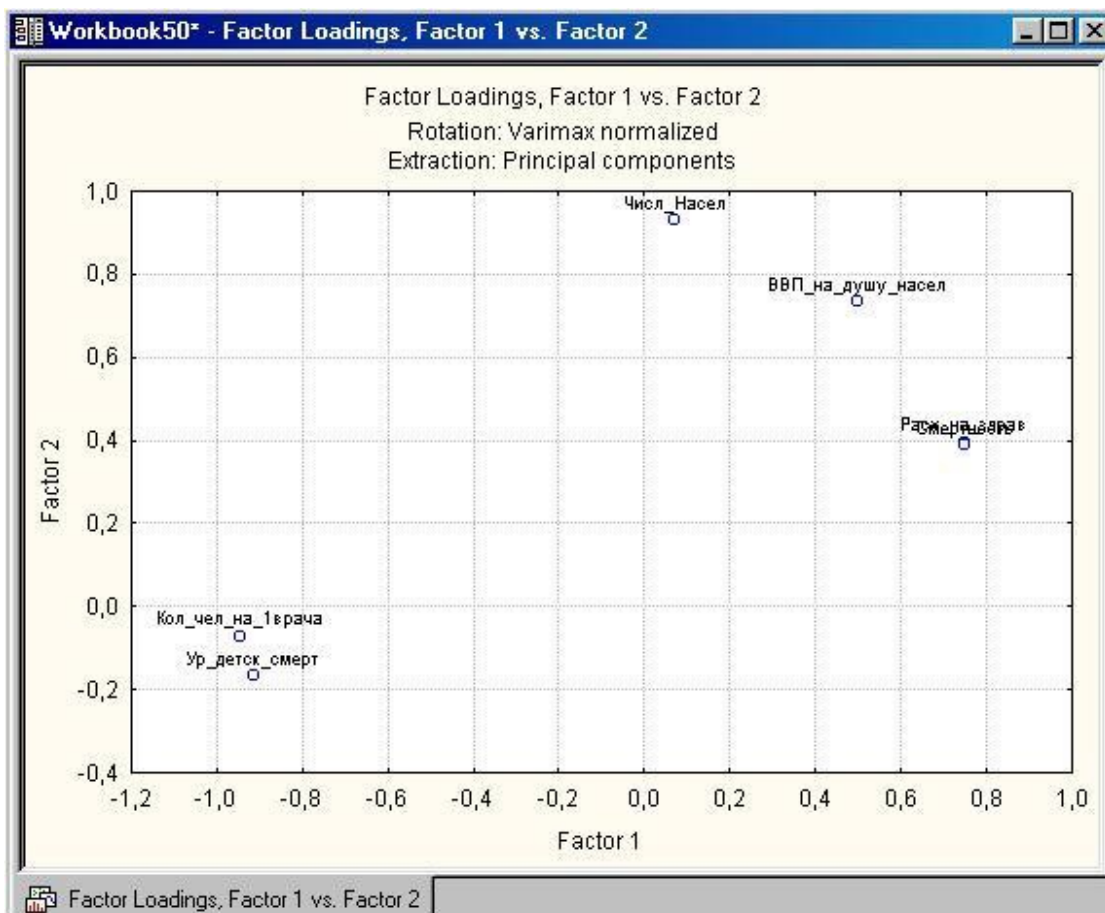 Workbook50* - Factor Loadings, Factor 1 vs. Factor 2
Factor Loadings, Factor 1 vs. Factor 2
Rotation: Varimax normalized
Extraction: Principal components
1,0
Числ_Насел
0,8
ВВП_на_душу_насел
0,6
0,4
Расх_на_здрав
Смертность
0,2
0,0
Кол_чел_на_1врача
Ур_детск_смерт
-0,2
-0,4
Factor 2
-1,2 -1,0 -0,8 -0,6 -0,4 -0,2 0,0 0,2 0,4 0,6 0,8 1,0
Factor 1
Factor Loadings, Factor 1 vs. Factor 2